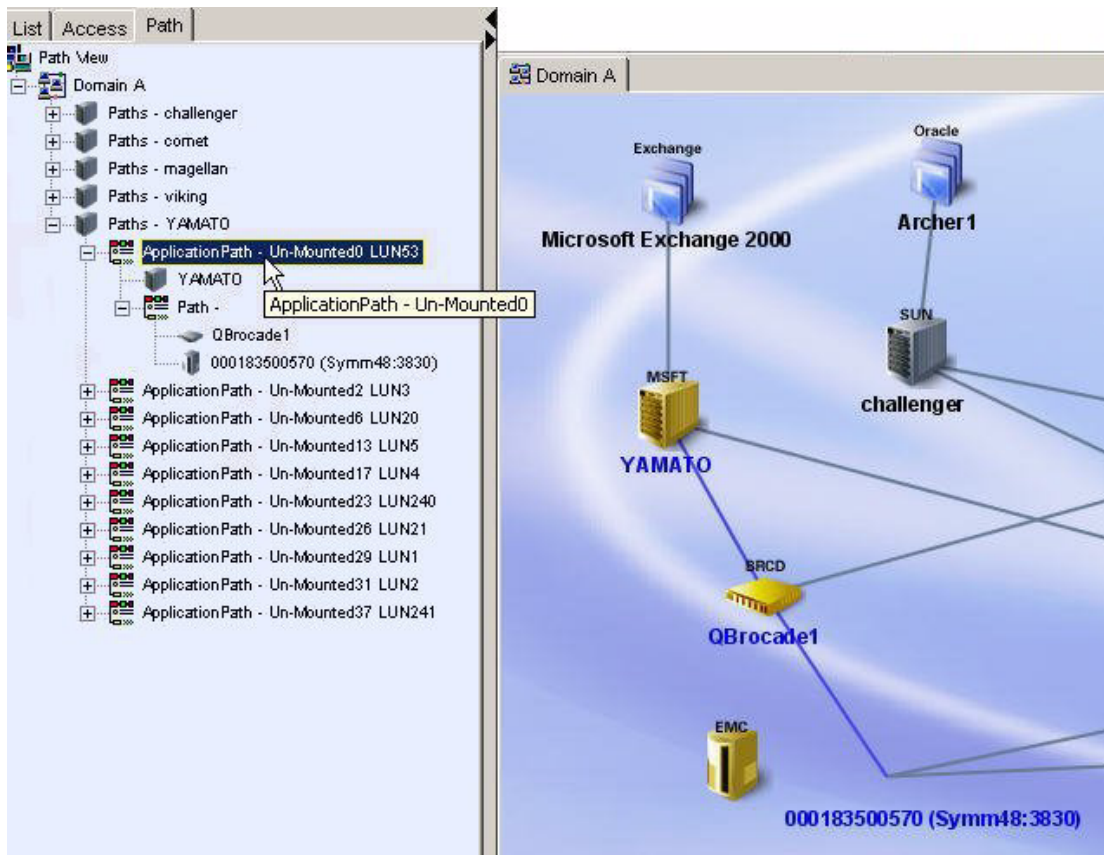 List Access Path
Path View
Domain A
Paths - challenger
Paths - comet
Paths - magellan
Paths - viking
Paths - YAMATO
ApplicationPath - Un-Mounted0 LUN53
YAMATO
ApplicationPath - Un-Mounted0
Path -
QBrocade1
000183500570 (Symm48:3830)
ApplicationPath - Un-Mounted2 LUN3
ApplicationPath - Un-Mounted6 LUN20
ApplicationPath - Un-Mounted13 LUN5
ApplicationPath - Un-Mounted17 LUN4
ApplicationPath - Un-Mounted23 LUN240
ApplicationPath - Un-Mounted26 LUN21
ApplicationPath - Un-Mounted29 LUN1
ApplicationPath - Un-Mounted31 LUN2
ApplicationPath - Un-Mounted37 LUN241
Domain A
Exchange
Microsoft Exchange 2000
Oracle
Archer1
SUN
challenger
MSFT
YAMATO
BRCD
QBrocade1
EMC
000183500570 (Symm48:3830)